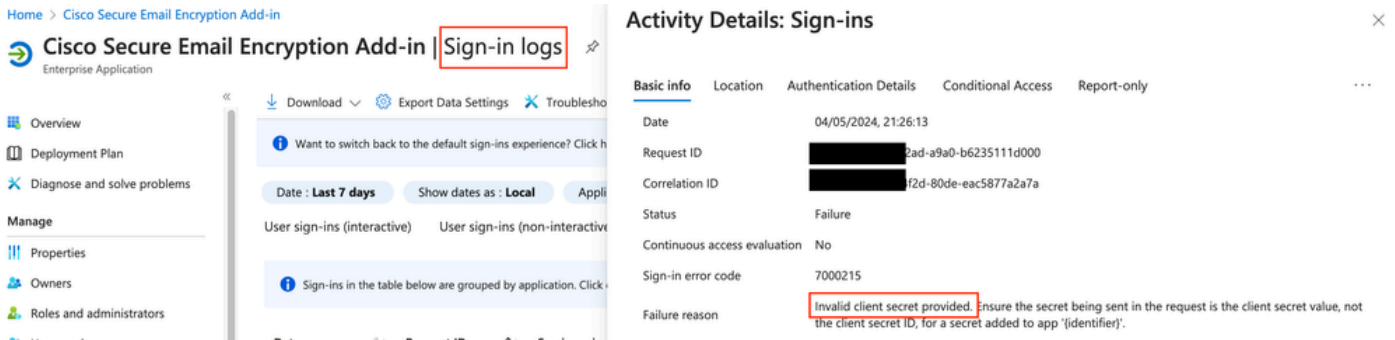 Home > Cisco Secure Email Encryption Add-in
Cisco Secure Email Encryption Add-in | Sign-in logs
Enterprise Application
Overview
Deployment Plan
Diagnose and solve problems
Manage
Properties
Owners
Roles and administrators
Download
Export Data Settings
Troublesho
Want to switch back to the default sign-ins experience? Click h
Date : Last 7 days
Show dates as : Local
Appli
User sign-ins (interactive)
User sign-ins (non-interactive
Sign-ins in the table below are grouped by application. Click
Activity Details: Sign-ins
Basic info
Location
Authentication Details
Conditional Access
Report-only
Date 04/05/2024, 21:26:13
Request ID 2ad-a9a0-b6235111d000
Correlation ID f2d-80de-eac5877a2a7a
Status Failure
Continuous access evaluation No
Sign-in error code 7000215
Failure reason
Invalid client secret provided. Ensure the secret being sent in the request is the client secret value, not
the client secret ID, for a secret added to app '{identifier}'.